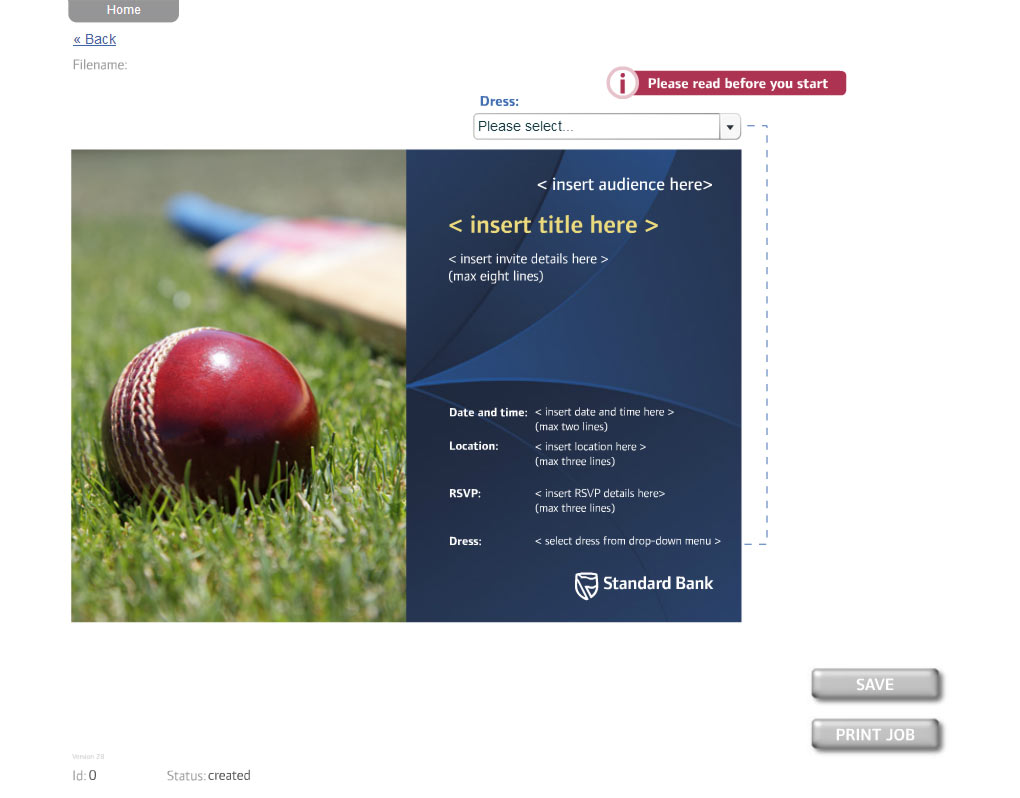 Home
« Back
Filename:
Please read before you start
Dress:
Please select...
< insert audience here>
< insert title here >
< insert invite details here >
(max eight lines)
Date and time: < insert date and time here >
(max two lines)
Location: < insert location here >
(max three lines)
RSVP: < insert RSVP details here>
(max three lines)
Dress: < select dress from drop-down menu >
Standard Bank
SAVE
PRINT JOB
Version 28
Id: 0 Status: created